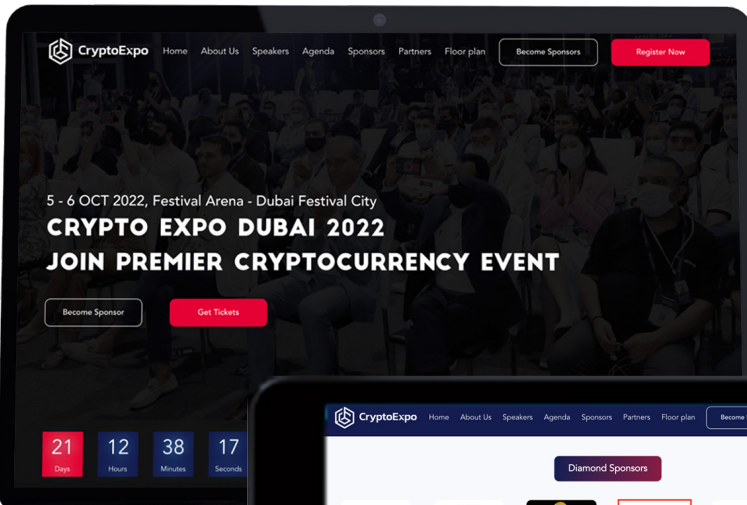 CryptoExpo Home About Us Speakers Agenda Sponsors Partners Floor plan Become Sponsors Register Now
5 - 6 OCT 2022, Festival Arena - Dubai Festival City
CRYPTO EXPO DUBAI 2022
JOIN PREMIER CRYPTOCURRENCY EVENT
Become Sponsor Get Tickets
21 12 38 17
Days Hours Minutes Seconds
CryptoExpo Home About Us Speakers Agenda Sponsors Partners Floor plan Become
Diamond Sponsors